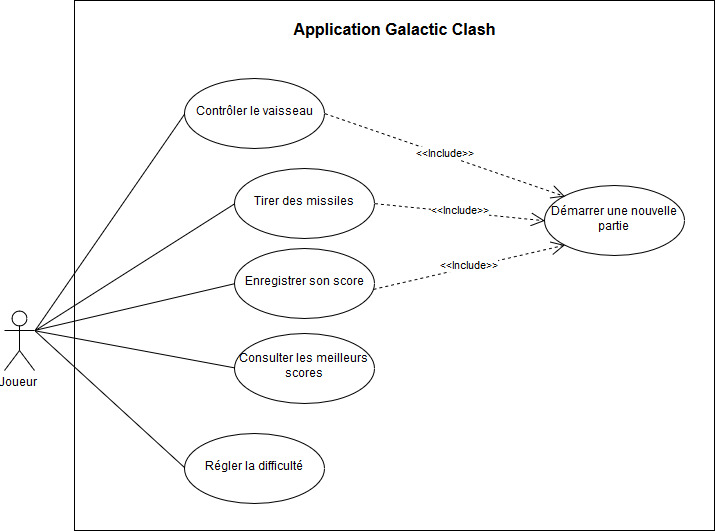 Application Galactic Clash
Contrôler le vaisseau
<<Include>>
Tirer des missiles
<<Include>>
Démarrer une nouvelle
partie
Enregistrer son score
<<Include>>
Joueur
Consulter les meilleurs
scores
Régler la difficulté